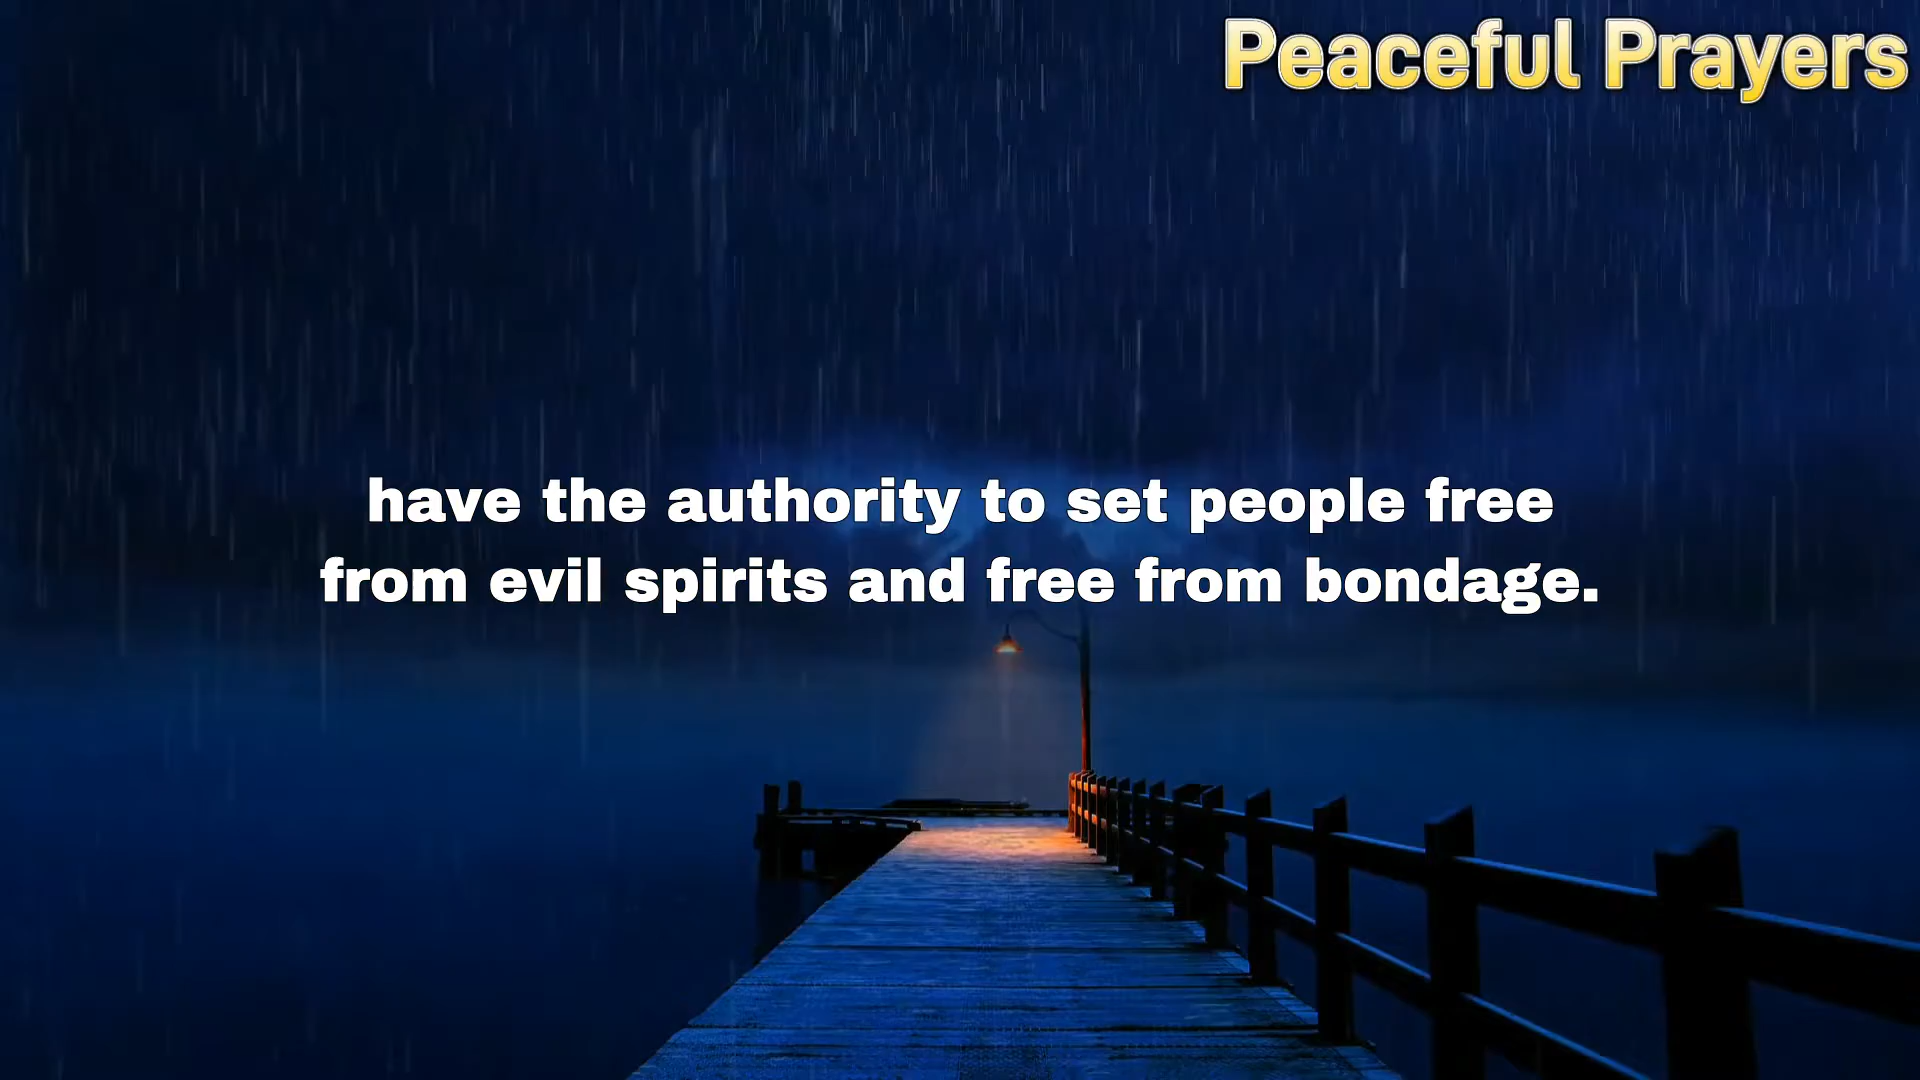 Peaceful Prayers
have the authority to set people free
from evil spirits and free from bondage.